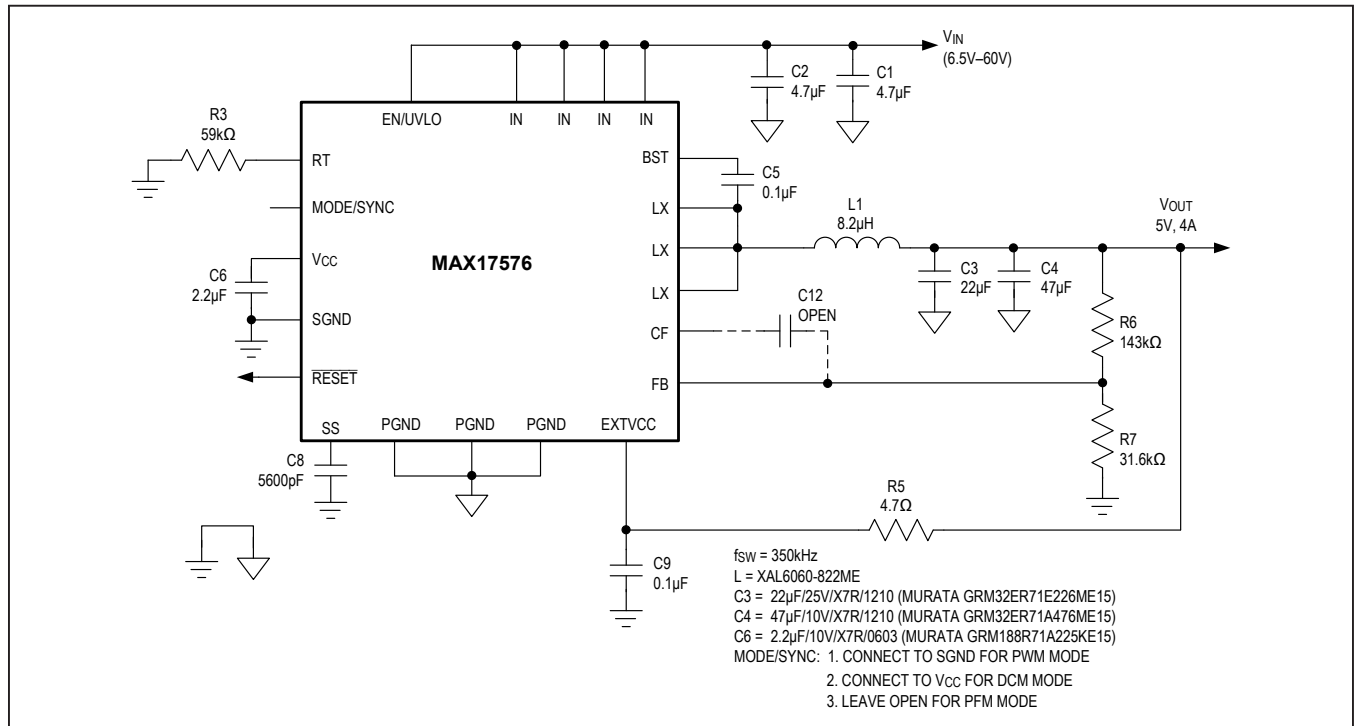 VIN
(6.5V–60V)
C2
4.7µF
C1
4.7µF
R3
59kΩ
EN/UVLO
IN
IN
IN
IN
RT
BST
C5
0.1µF
MODE/SYNC
LX
L1
8.2µH
VOUT
5V, 4A
LX
VCC
MAX17576
C6
2.2µF
LX
C3
22µF
C4
47µF
C12
OPEN
SGND
CF
R6
143kΩ
RESET
FB
SS
PGND
PGND
PGND
EXTVCC
R7
31.6kΩ
C8
5600pF
R5
4.7Ω
C9
0.1µF
fSW = 350kHz
L = XAL6060-822ME
C3 = 22µF/25V/X7R/1210 (MURATA GRM32ER71E226ME15)
C4 = 47µF/10V/X7R/1210 (MURATA GRM32ER71A476ME15)
C6 = 2.2µF/10V/X7R/0603 (MURATA GRM188R71A225KE15)
MODE/SYNC: 1. CONNECT TO SGND FOR PWM MODE
2. CONNECT TO VCC FOR DCM MODE
3. LEAVE OPEN FOR PFM MODE